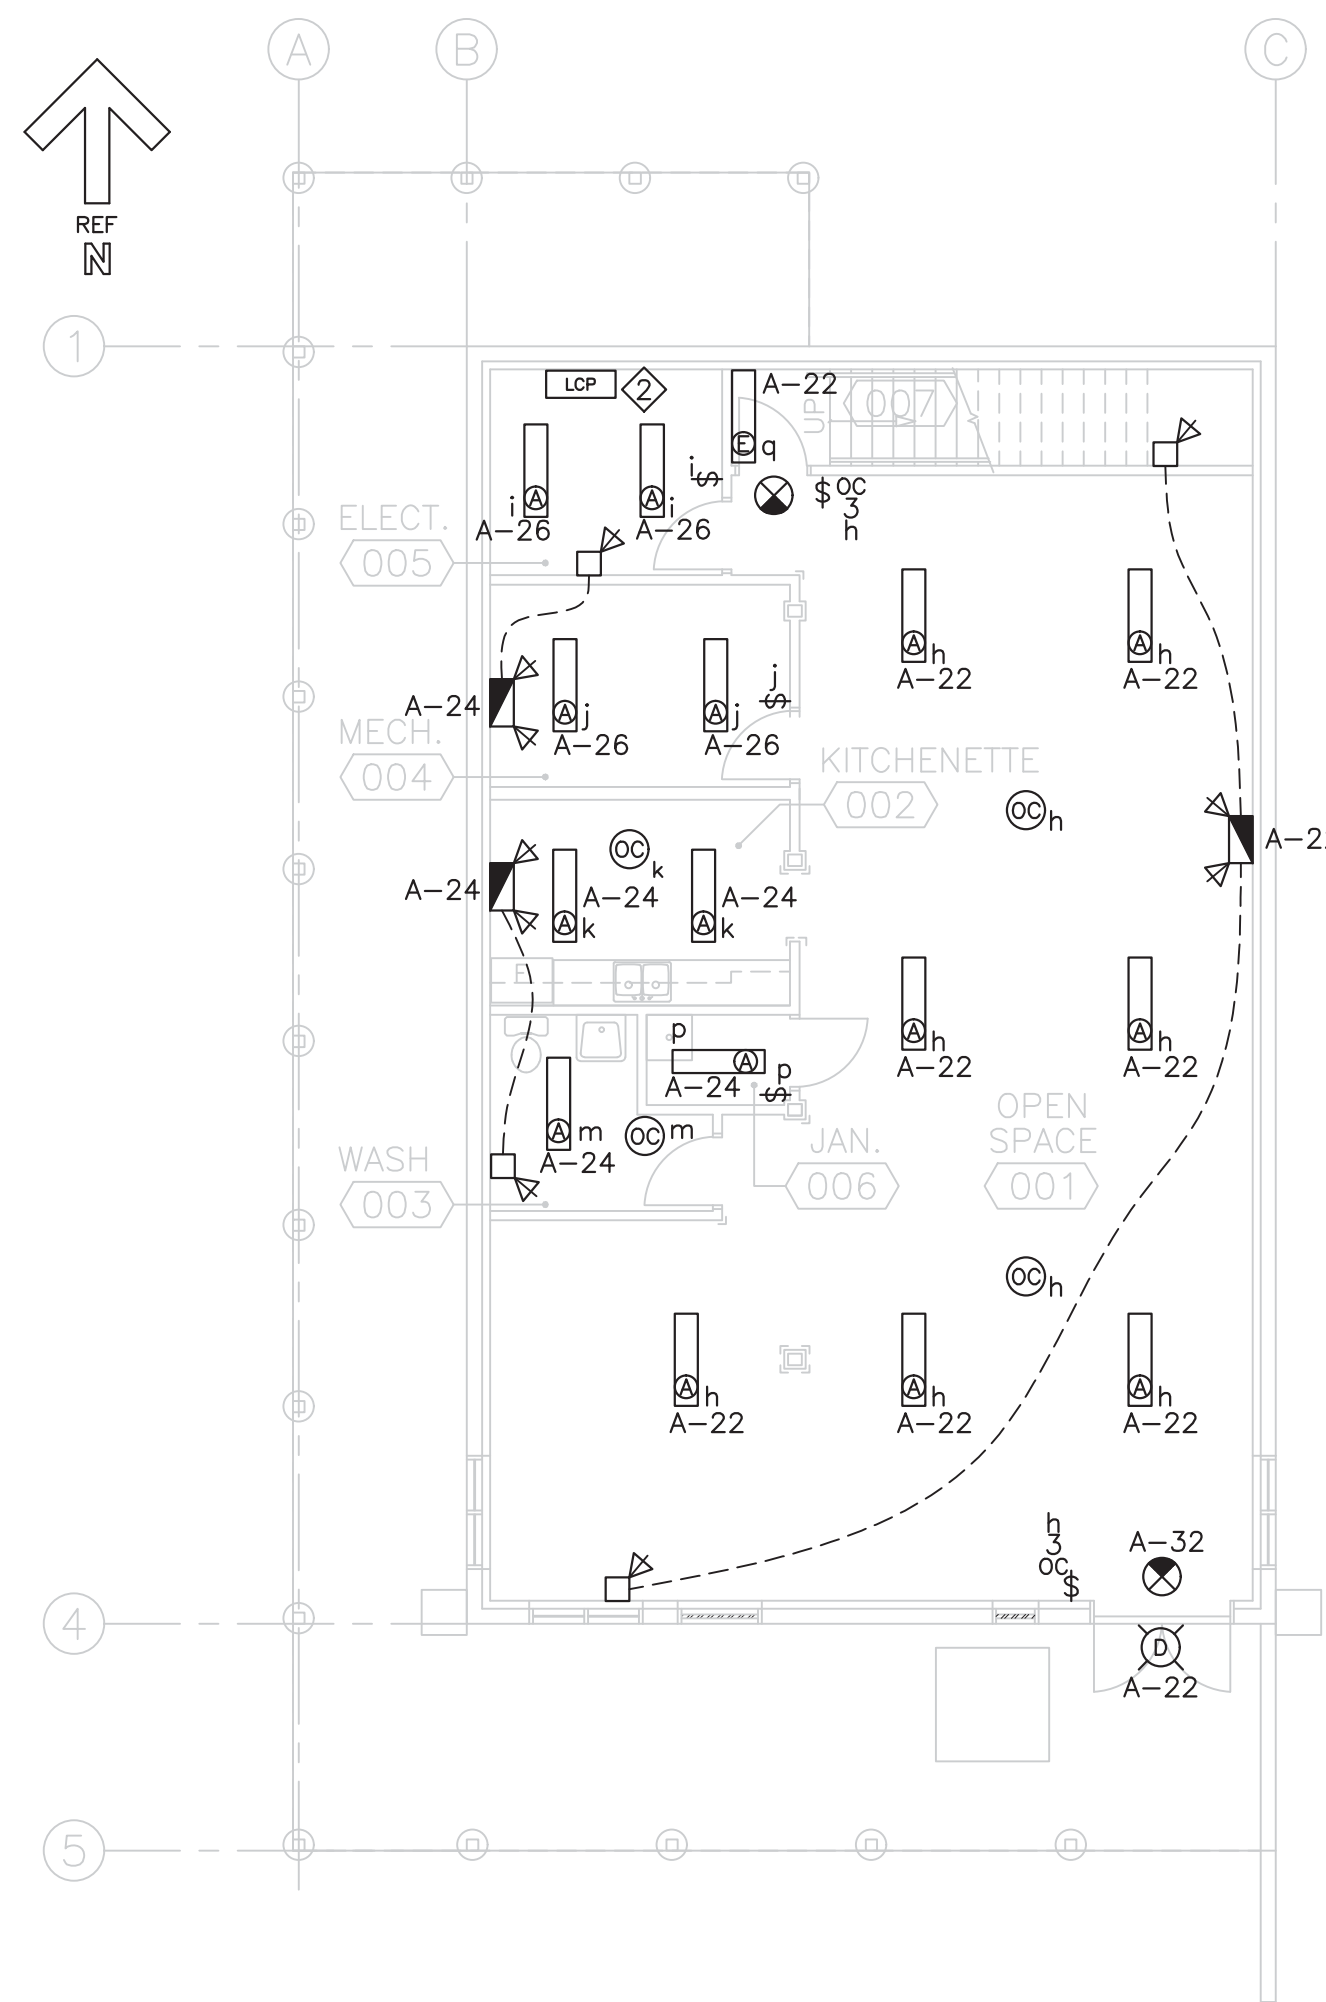 A
B
C
REF
N
1
LCP
2
A-22
UP
007
E
q
i
$
$ OC
3
h
A
i
A-26
A
i
A-26
ELECT.
005
A
h
A-22
A
h
A-22
j
$
A-24
A
j
A-26
A
j
A-26
MECH.
004
KITCHENETTE
002
OC
h
OC
k
A-24
A-24
A
k
A-24
A
k
F
A
h
A-22
A
h
A-22
p
A
A-24
p
$
A
m
A-24
OC
m
OPEN
SPACE
001
JAN.
006
WASH
003
OC
h
A
h
A-22
A
h
A-22
A
h
A-22
h
3
OC
$
A-32
4
D
A-22
5